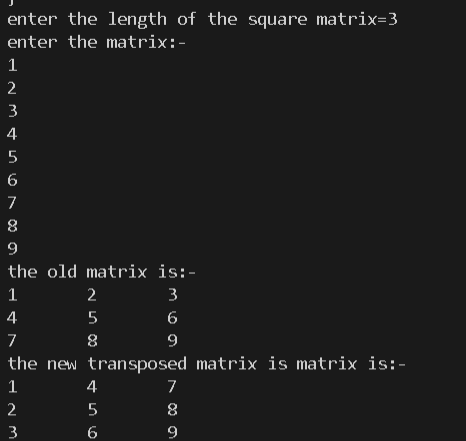 enter the length of the square matrix=3
enter the matrix:-
1
2
3
4
5
6
7
8
9
the old matrix is:-
1 2 3
4 5 6
7 8 9
the new transposed matrix is matrix is:-
1 4 7
2 5 8
3 6 9